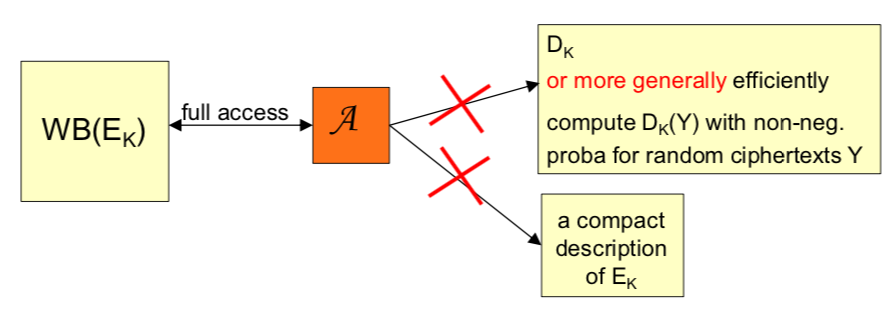 WB(E_K)
full access
𝒜
D_K
or more generally efficiently
compute D_K(Y) with non-neg.
proba for random ciphertexts Y
a compact
description
of E_K